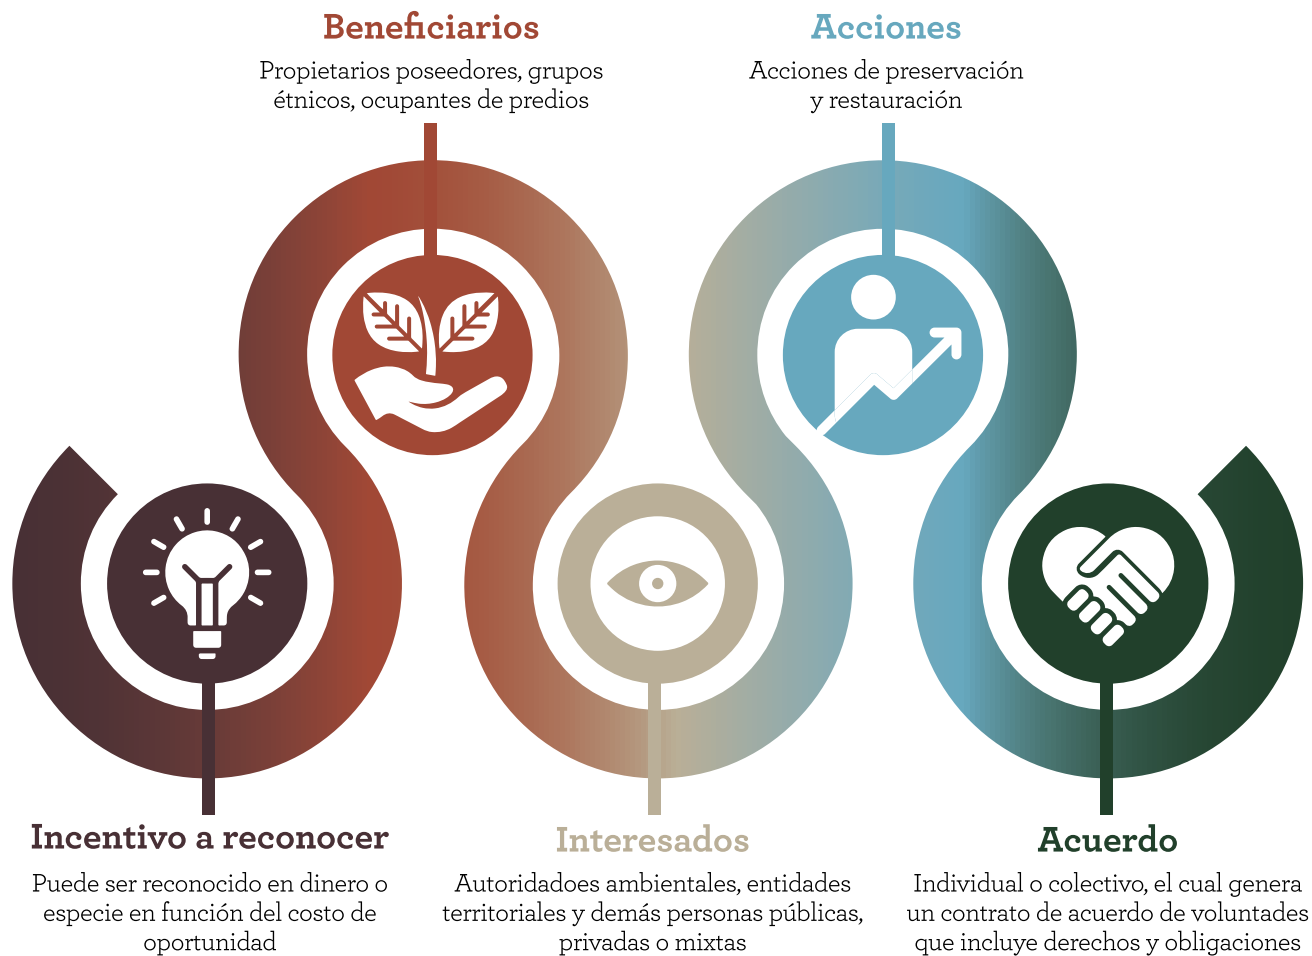 Beneficiarios
Propietarios poseedores, grupos
étnicos, ocupantes de predios
Acciones
Acciones de preservación
y restauración
Incentivo a reconocer
Puede ser reconocido en dinero o
especie en función del costo de
oportunidad
Interesados
Autoridadoes ambientales, entidades
territoriales y demás personas públicas,
privadas o mixtas
Acuerdo
Individual o colectivo, el cual genera
un contrato de acuerdo de voluntades
que incluye derechos y obligaciones